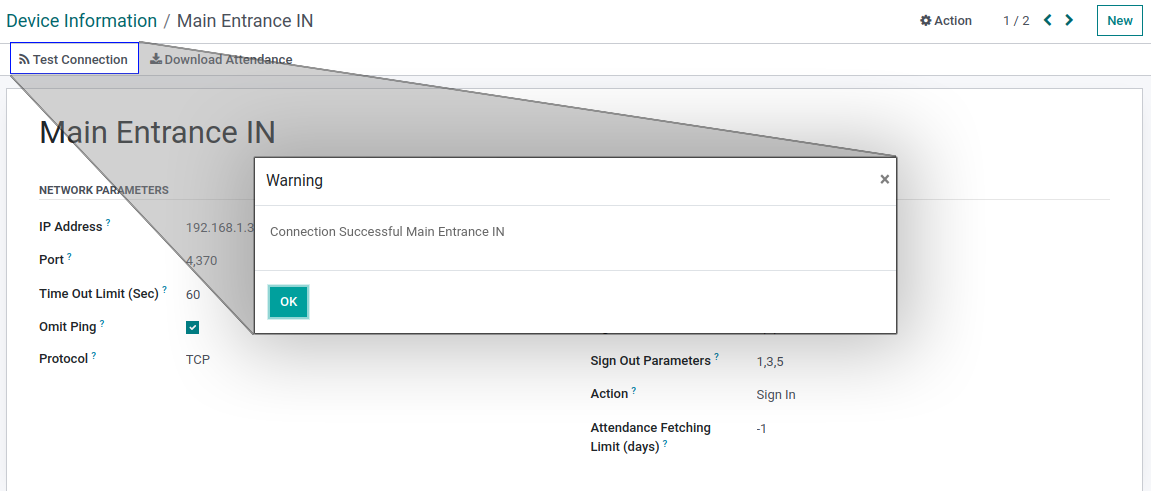 Device Information / Main Entrance IN
Action
1 / 2
New
Test Connection
Download Attendance
Main Entrance IN
NETWORK PARAMETERS
Warning
×
Connection Successful Main Entrance IN
OK
IP Address ?
192.168.1.3
Port ?
4,370
Time Out Limit (Sec) ?
60
Omit Ping ?
Protocol ?
TCP
Sign Out Parameters ?
1,3,5
Action ?
Sign In
Attendance Fetching
Limit (days) ?
-1